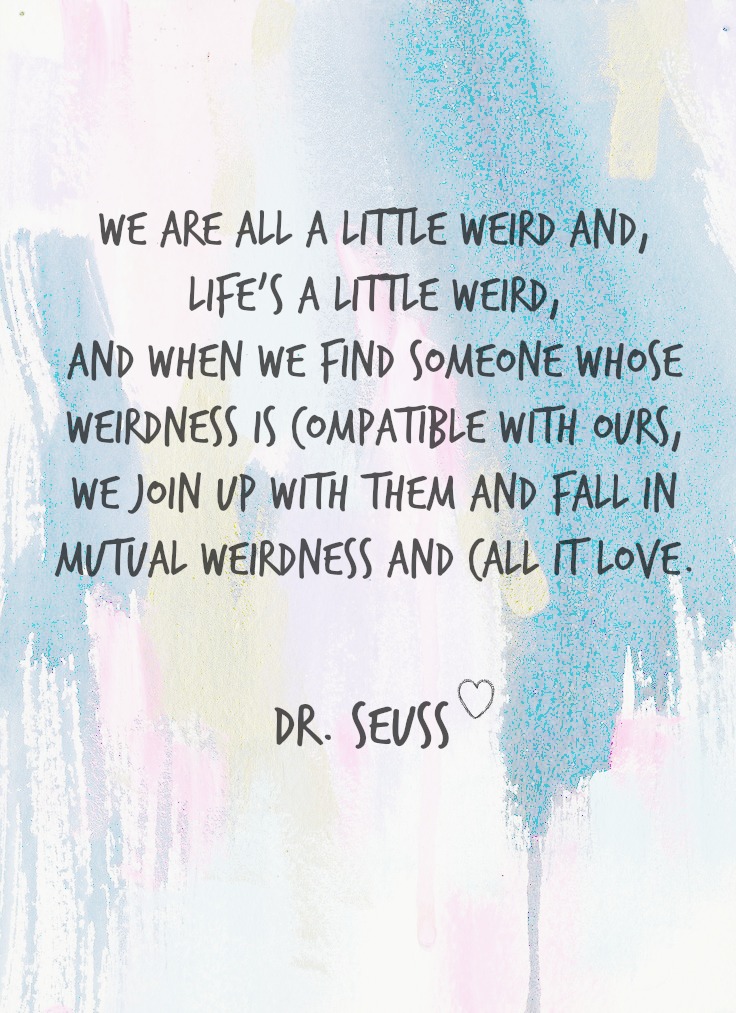 WE ARE ALL A LITTLE WEIRD AND,
LIFE'S A LITTLE WEIRD,
AND WHEN WE FIND SOMEONE WHOSE
WEIRDNESS IS COMPATIBLE WITH OURS,
WE JOIN UP WITH THEM AND FALL IN
MUTUAL WEIRDNESS AND CALL IT LOVE.
DR. SEUSS